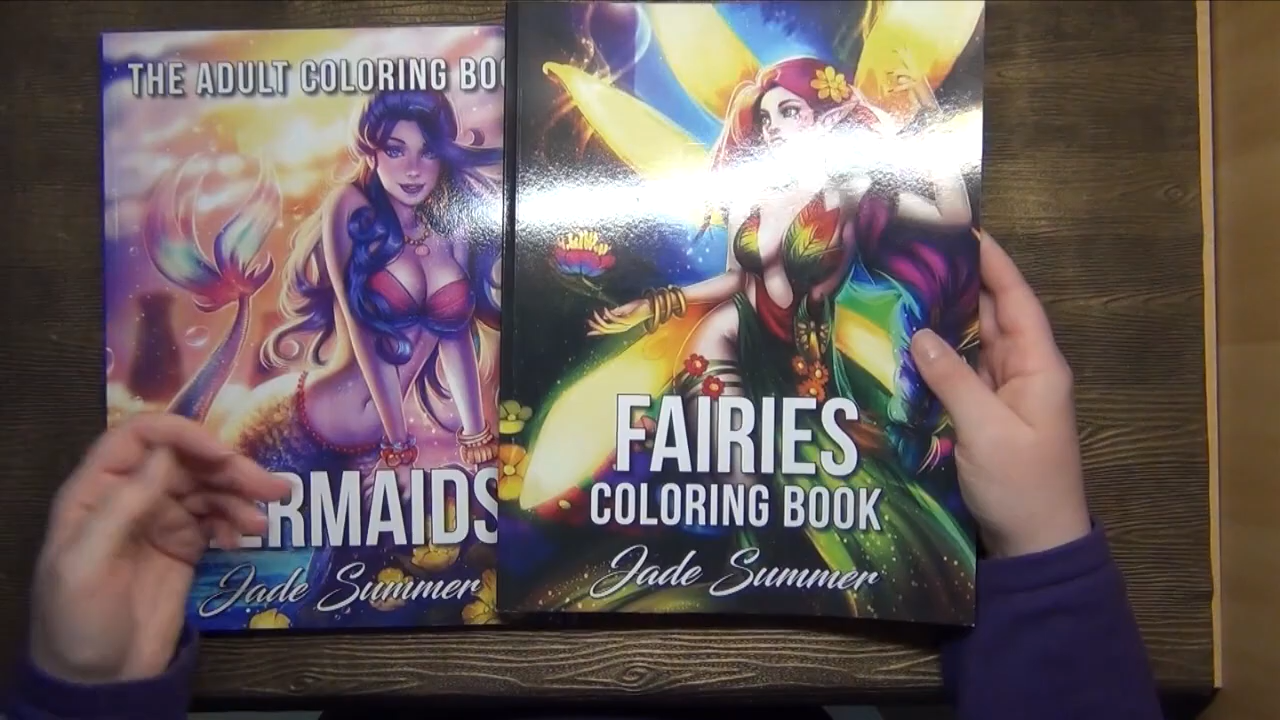 THE ADULT COLORING BOO
ERMAIDS
Jade Summer
FAIRIES
COLORING BOOK
Jade Summer